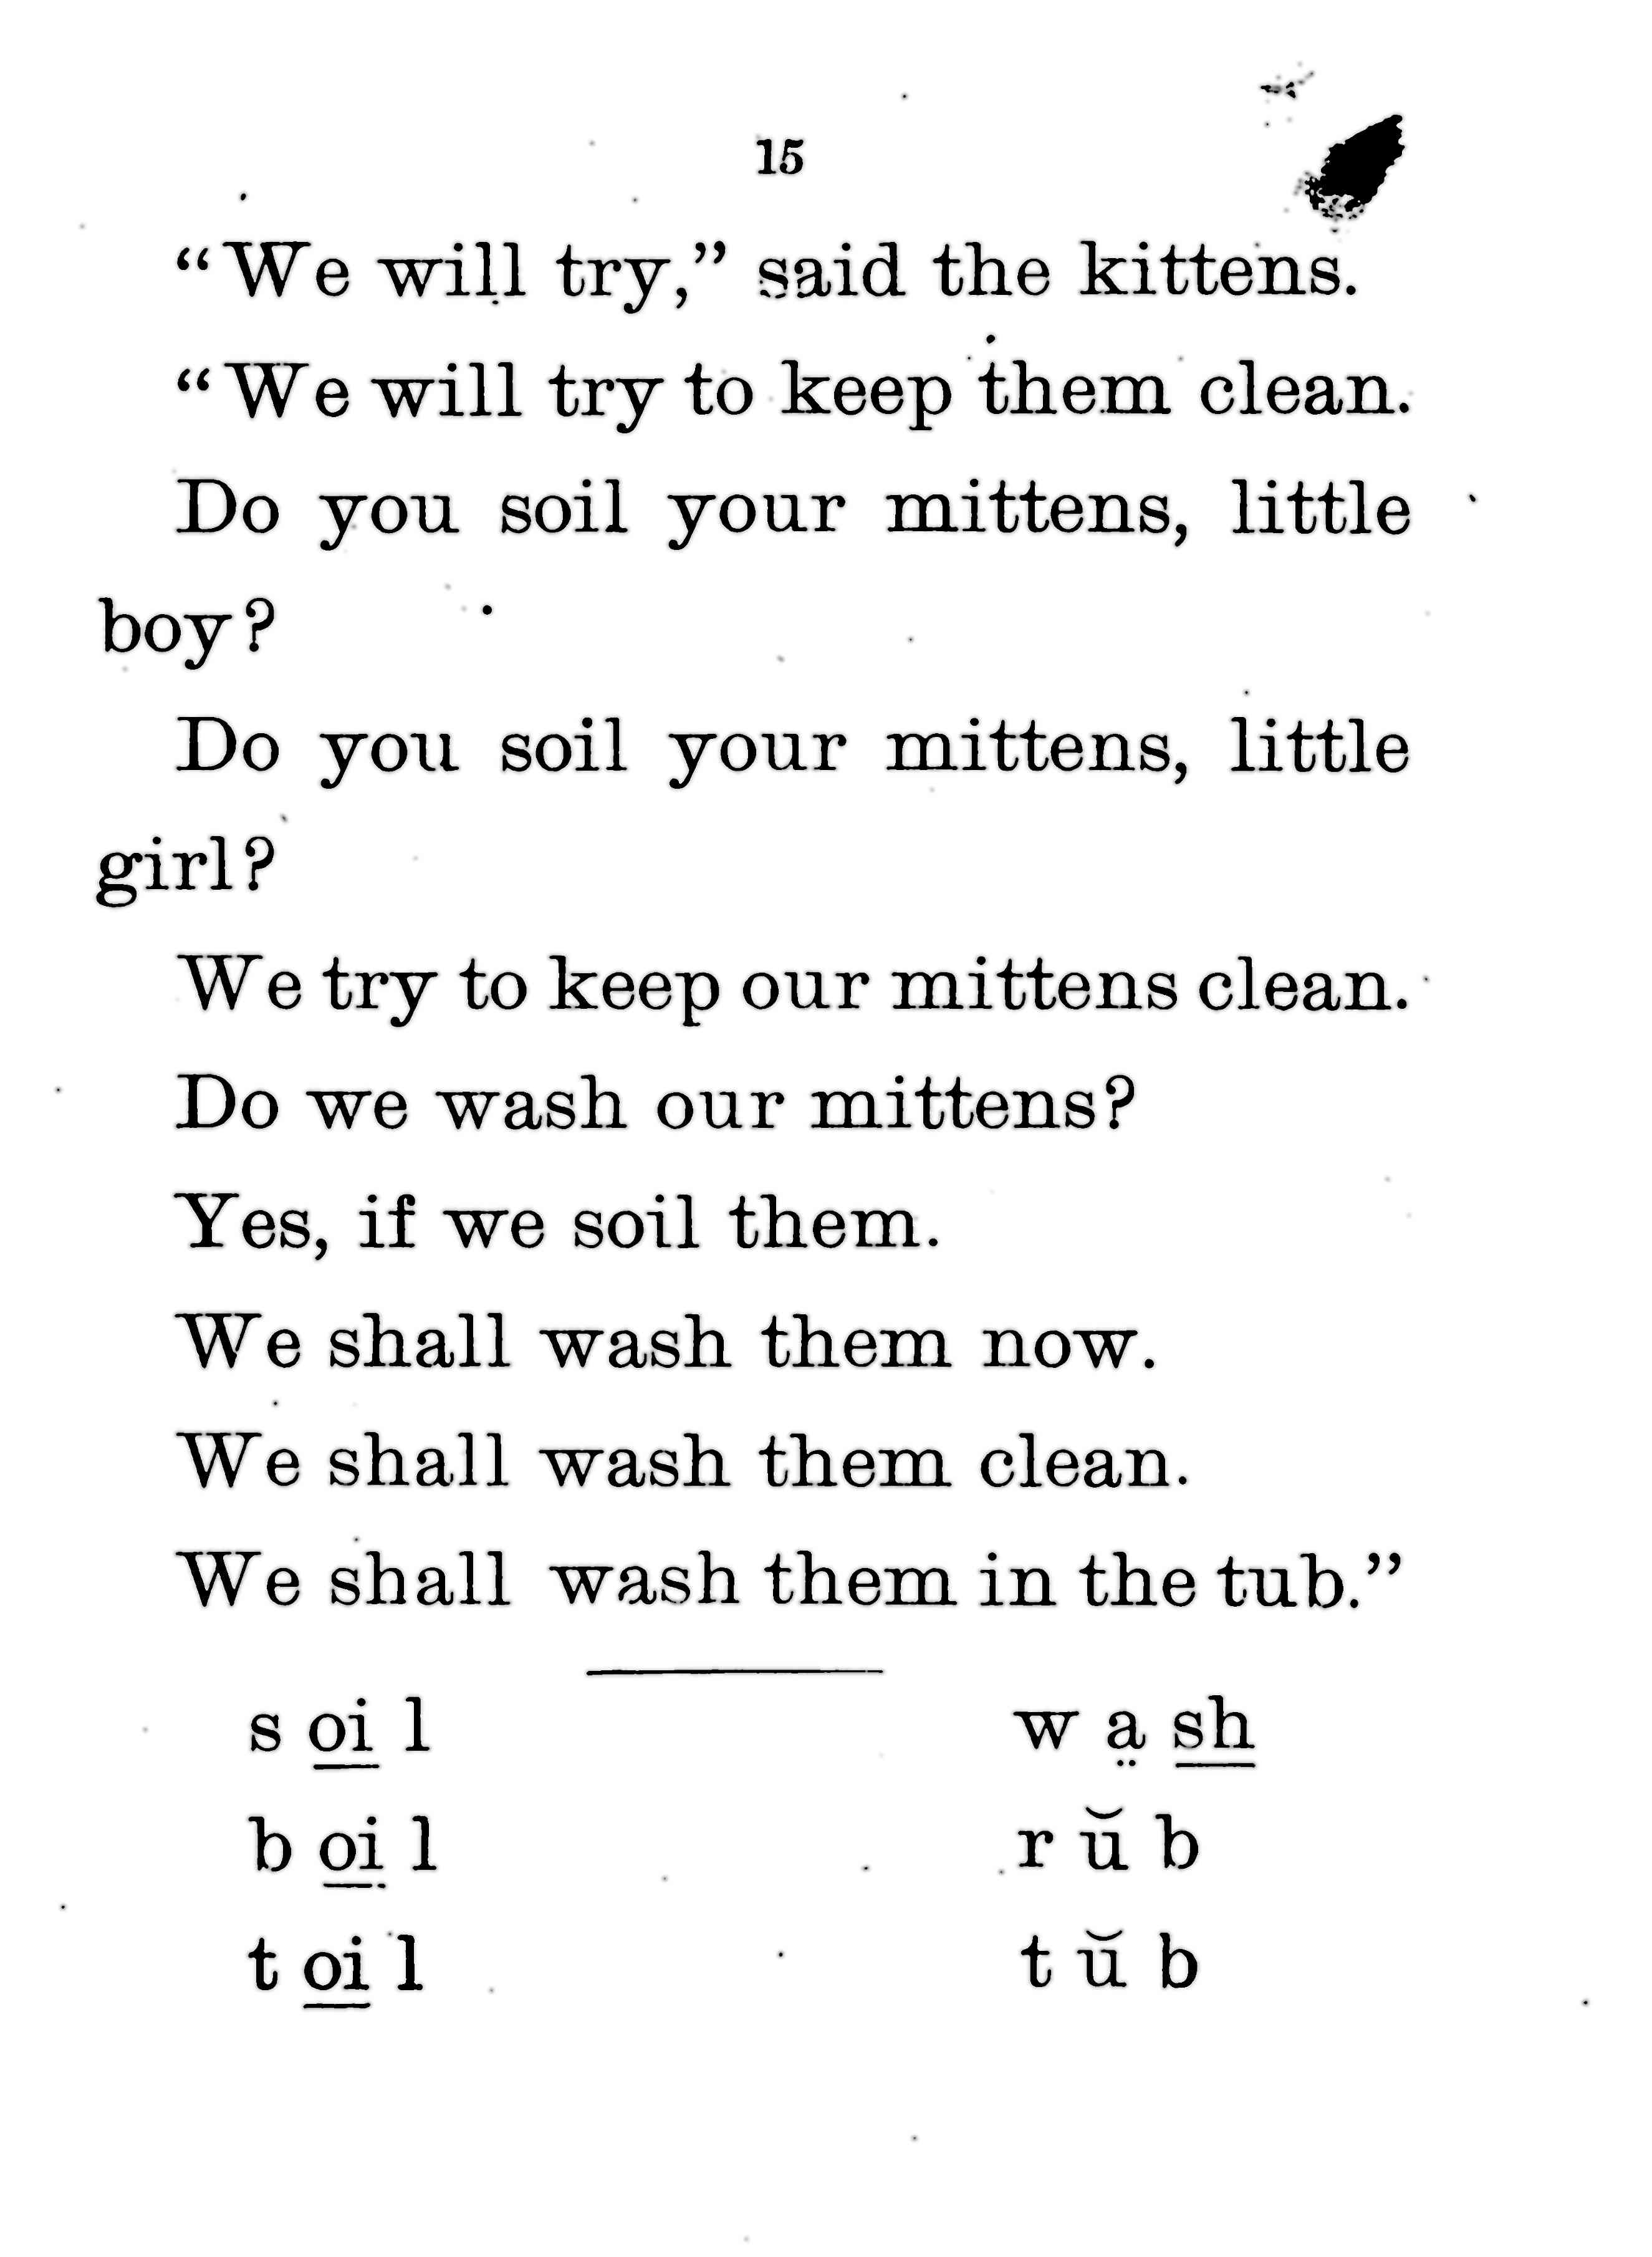 15
“We will try,” said the kittens.
“We will try to keep them clean.
Do you soil your mittens, little
boy?
Do you soil your mittens, little
girl?
We try to keep our mittens clean.
Do we wash our mittens?
Yes, if we soil them.
We shall wash them now.
We shall wash them clean.
We shall wash them in the tub.”
s oi l w a̤ sh
b oi l r ŭ b
t oi l t ŭ b